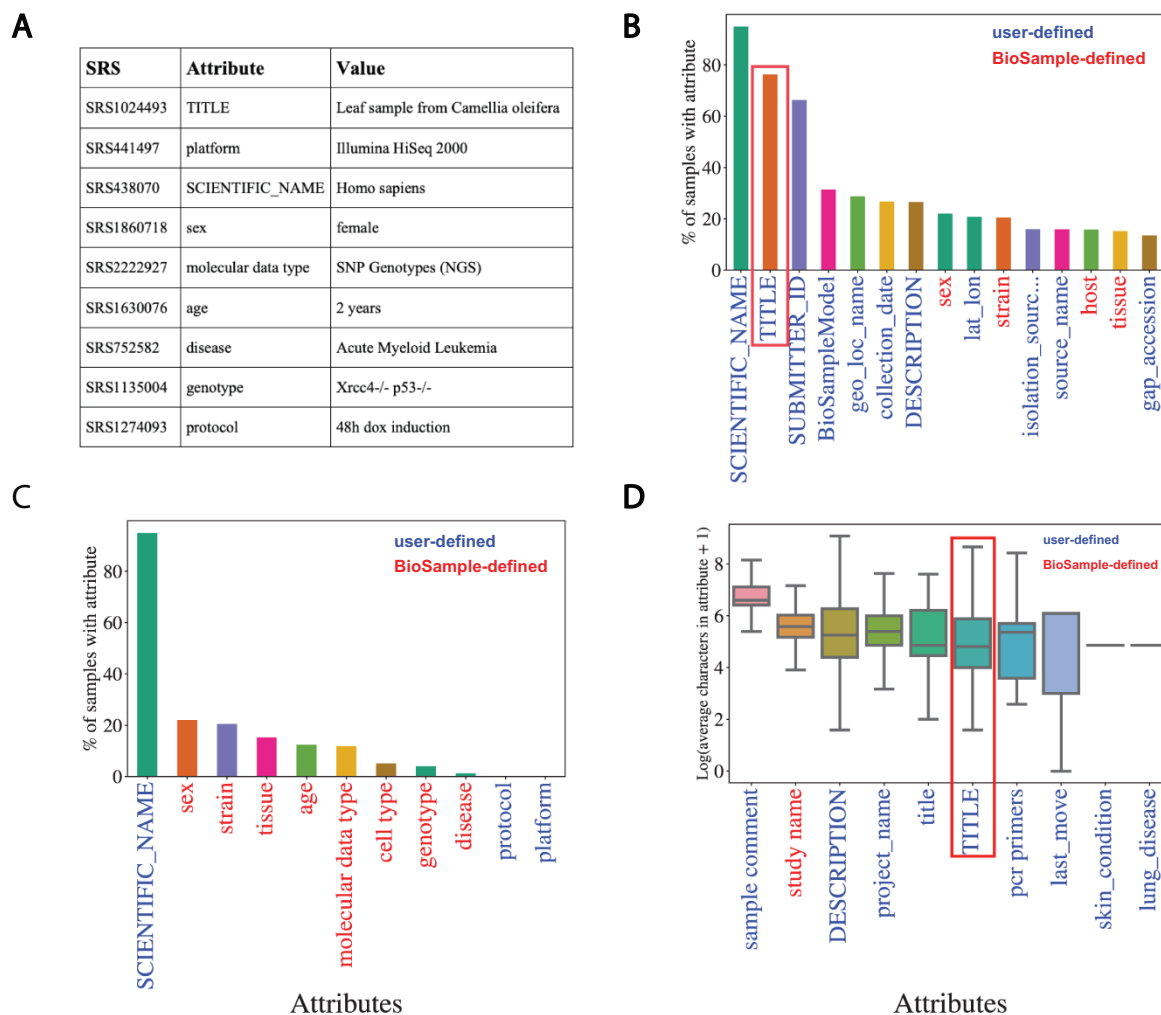 A
SRS Attribute Value
SRS1024493 TITLE Leaf sample from Camellia oleifera
SRS441497 platform Illumina HiSeq 2000
SRS438070 SCIENTIFIC_NAME Homo sapiens
SRS1860718 sex female
SRS2222927 molecular data type SNP Genotypes (NGS)
SRS1630076 age 2 years
SRS752582 disease Acute Myeloid Leukemia
SRS1135004 genotype Xrcc4-/- p53-/-
SRS1274093 protocol 48h dox induction
B
user-defined
BioSample-defined
% of samples with attribute
80
60
40
20
0
SCIENTIFIC_NAME
TITLE
SUBMITTER_ID
BioSampleModel
geo_loc_name
collection_date
DESCRIPTION
sex
lat_lon
strain
isolation_sourc...
source_name
host
tissue
gap_accession
C
user-defined
BioSample-defined
% of samples with attribute
80
60
40
20
0
SCIENTIFIC_NAME
sex
strain
tissue
age
molecular data type
cell type
genotype
disease
protocol
platform
Attributes
D
user-defined
BioSample-defined
Log(average characters in attribute + 1)
8
6
4
2
0
sample comment
study name
DESCRIPTION
project_name
title
TITLE
pcr primers
last_move
skin_condition
lung_disease
Attributes